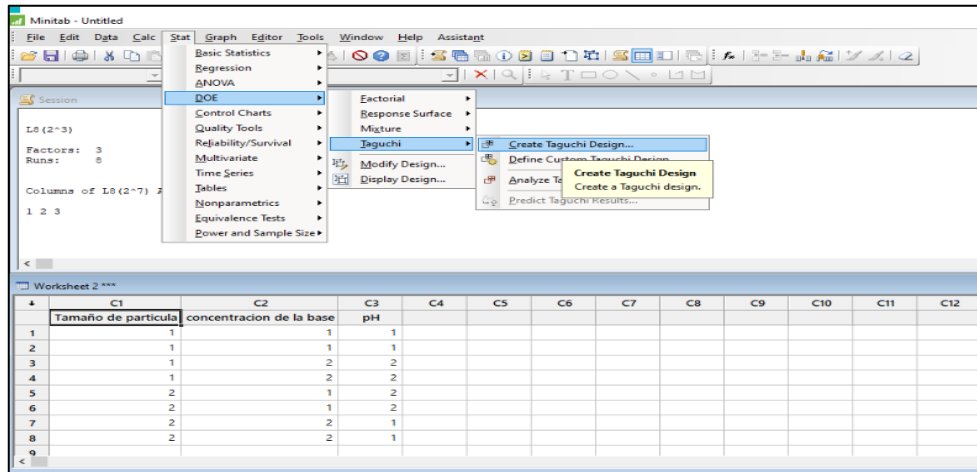 Minitab - Untitled
File Edit Data Calc Stat Graph Editor Tools Window Help Assistant
Basic Statistics
Regression
ANOVA
DOE
Control Charts
Quality Tools
Reliability/Survival
Multivariate
Time Series
Tables
Nonparametrics
Equivalence Tests
Power and Sample Size
Factorial
Response Surface
Mixture
Taguchi
Modify Design...
Display Design...
Create Taguchi Design...
Define Custom Taguchi Design
Analyze Ta
Predict Taguchi Results...
Create Taguchi Design
Create a Taguchi design.
Session
L8(2^3)
Factors: 3
Runs: 8
Columns of L8(2^7) A
1 2 3
Worksheet 2 ***
C1 C2 C3 C4 C5 C6 C7 C8 C9 C10 C11 C12
Tamaño de particula concentracion de la base pH
1 1 1 1
2 1 1 1
3 1 2 2
4 1 2 2
5 2 1 2
6 2 1 2
7 2 2 1
8 2 2 1
9